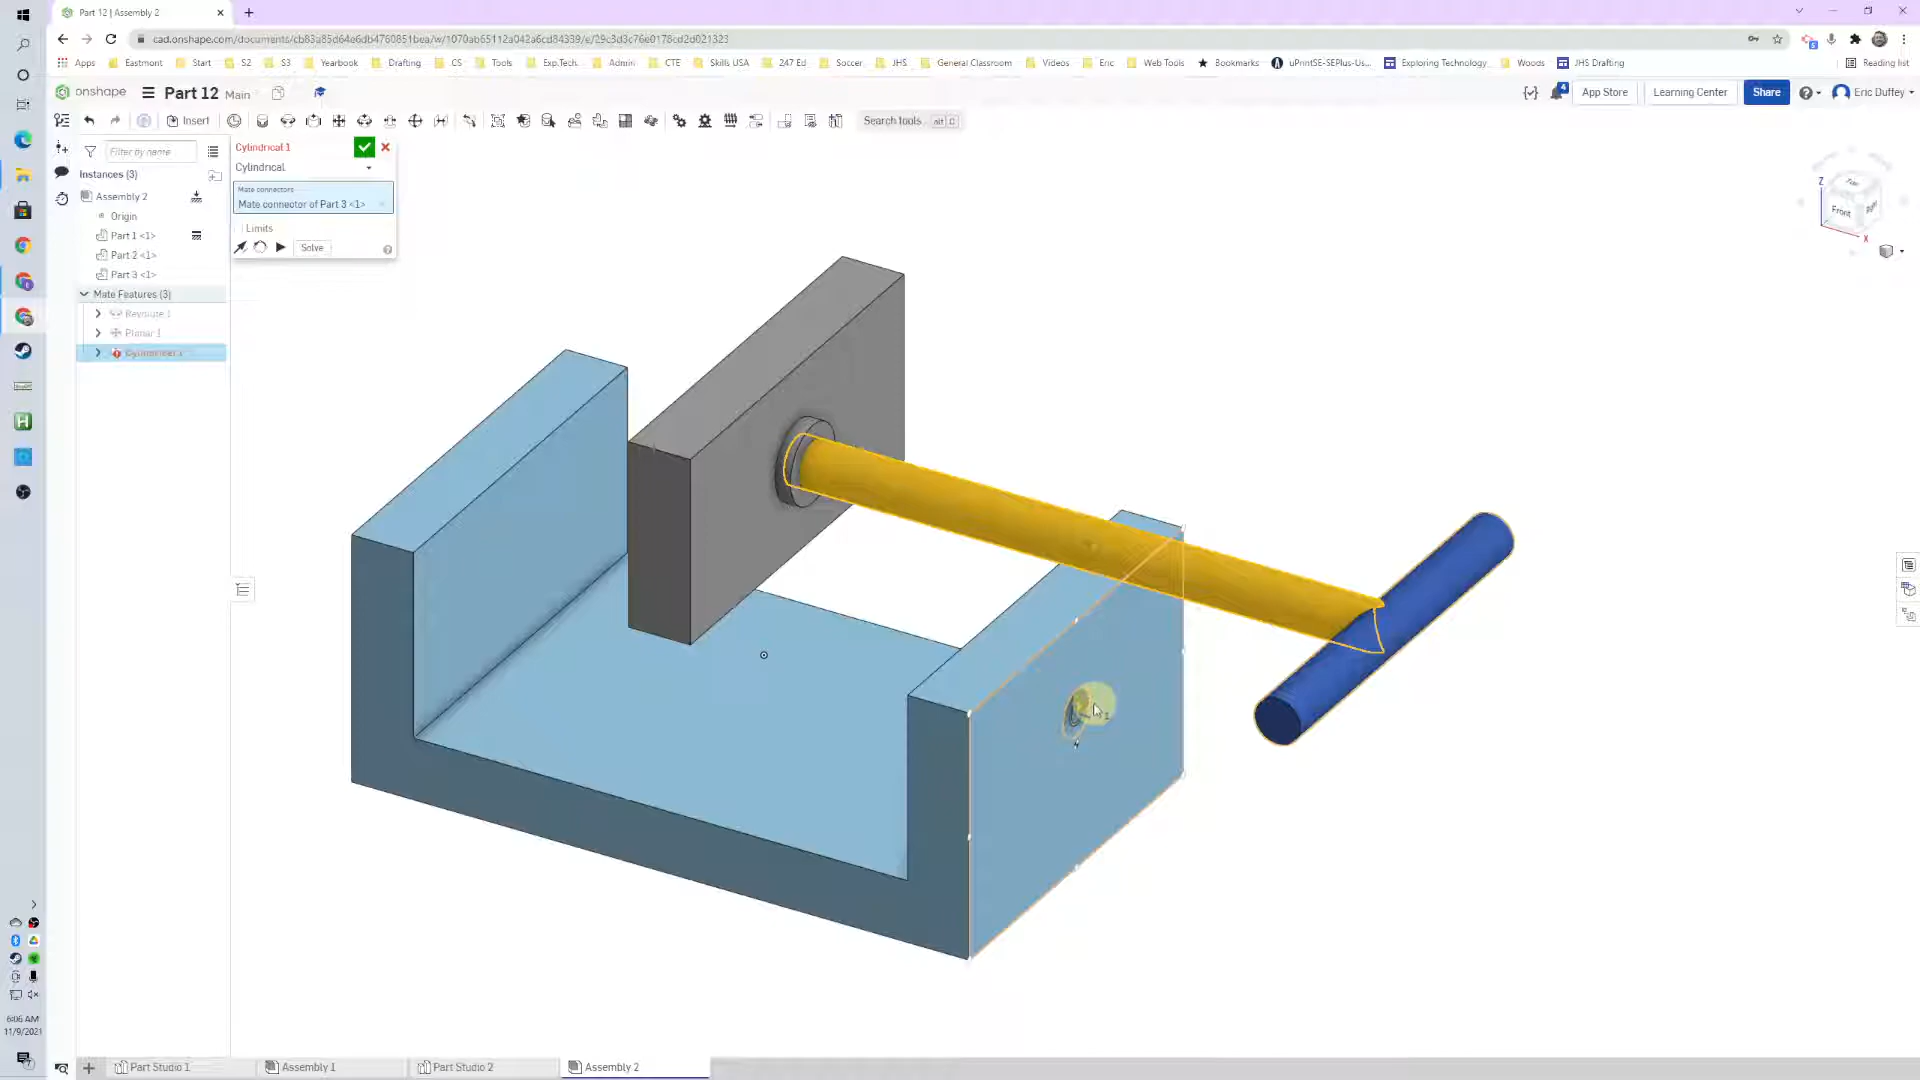 Part 12 | Assembly 2
cad.onshape.com/documents/cb83a85d64e6db4760851bea/w/1070ab65112a042a6cd84339/e/29c3d3c76e0178cd2d021323
Apps Eastmont Start S2 S3 Yearbook Drafting CS Tools Exp.Tech. Admin CTE Skills USA 247 Ed Soccer JHS General Classroom Videos Eric Web Tools Bookmarks uPrintSE-SEPlus-Us... Exploring Technology Woods JHS Drafting Reading list
onshape Part 12 Main 4 App Store Learning Center Share Eric Duffey
Insert Search tools... alt C
Filter by name
Instances (3)
Assembly 2
Origin
Part 1 <1>
Part 2 <1>
Part 3 <1>
Mate Features (3)
Revolute 1
Planar 1
Cylindrical 1
Cylindrical 1
Cylindrical
Mate connectors
Mate connector of Part 3 <1>
Limits
Solve
Top
Front
Right
Z
X
6:06 AM
11/9/2021
Part Studio 1 Assembly 1 Part Studio 2 Assembly 2